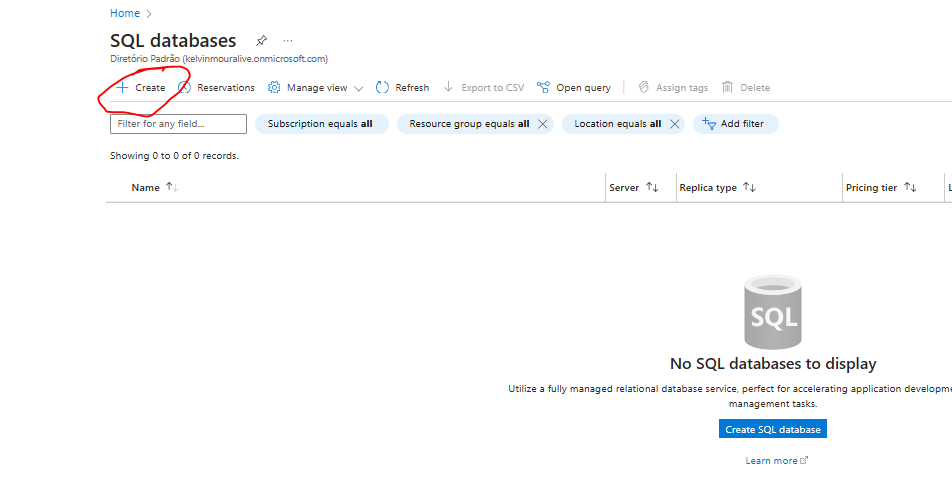 Home
SQL databases
Diretório Padrão (kelvinmouralive.onmicrosoft.com)
Create Reservations Manage view Refresh Export to CSV Open query Assign tags Delete
Filter for any field... Subscription equals all Resource group equals all Location equals all Add filter
Showing 0 to 0 of 0 records.
Name Server Replica type Pricing tier
SQL
No SQL databases to display
Utilize a fully managed relational database service, perfect for accelerating application
management tasks.
Create SQL database
Learn more